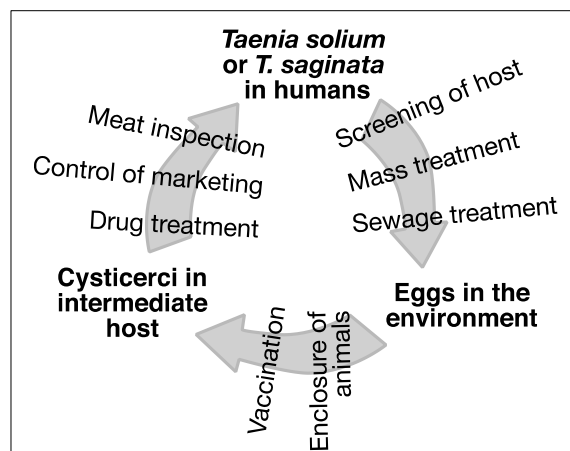 Taenia solium
or T. saginata
in humans
Screening of host
Mass treatment
Sewage treatment
Eggs in the
environment
Enclosure of
animals
Vaccination
Cysticerci in
intermediate
host
Drug treatment
Control of marketing
Meat inspection